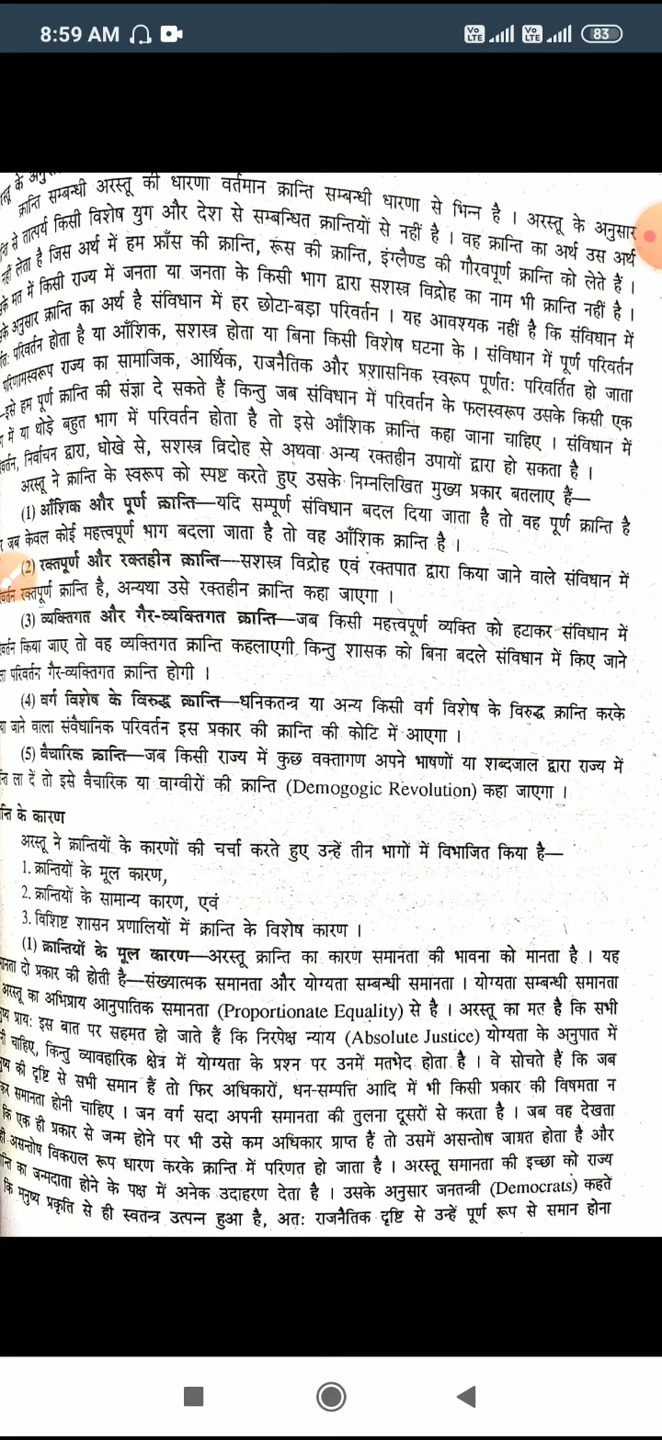 8:59 AM
83
क्रान्ति सम्बन्धी अरस्तू की धारणा वर्तमान क्रान्ति सम्बन्धी धारणा से भिन्न है । अरस्तू के अनुसार
से तात्पर्य किसी विशेष युग और देश से सम्बन्धित क्रान्तियों से नहीं है । वह क्रान्ति का अर्थ उस अर्थ
नहीं लेता है जिस अर्थ में हम फ्राँस की क्रान्ति, रूस की क्रान्ति, इंग्लैण्ड की गौरवपूर्ण क्रान्ति को लेते हैं ।
के मत में किसी राज्य में जनता या जनता के किसी भाग द्वारा सशस्त्र विद्रोह का नाम भी क्रान्ति नहीं है ।
के अनुसार क्रान्ति का अर्थ है संविधान में हर छोटा-बड़ा परिवर्तन । यह आवश्यक नहीं है कि संविधान में
परिवर्तन होता है या आँशिक, सशस्त्र होता या बिना किसी विशेष घटना के । संविधान में पूर्ण परिवर्तन
परिणामस्वरूप राज्य का सामाजिक, आर्थिक, राजनैतिक और प्रशासनिक स्वरूप पूर्णतः परिवर्तित हो जाता
इसे हम पूर्ण क्रान्ति की संज्ञा दे सकते हैं किन्तु जब संविधान में परिवर्तन के फलस्वरूप उसके किसी एक
में या थोड़े बहुत भाग में परिवर्तन होता है तो इसे आँशिक क्रान्ति कहा जाना चाहिए । संविधान में
निर्वाचन द्वारा, धोखे से, सशस्त्र विदोह से अथवा अन्य रक्तहीन उपायों द्वारा हो सकता है ।
अरस्तू ने क्रान्ति के स्वरूप को स्पष्ट करते हुए उसके निम्नलिखित मुख्य प्रकार बतलाए हैं—
(1) आँशिक और पूर्ण क्रान्ति—यदि सम्पूर्ण संविधान बदल दिया जाता है तो वह पूर्ण क्रान्ति है
जब केवल कोई महत्त्वपूर्ण भाग बदला जाता है तो वह आँशिक क्रान्ति है ।
(2) रक्तपूर्ण और रक्तहीन क्रान्ति—सशस्त्र विद्रोह एवं रक्तपात द्वारा किया जाने वाले संविधान में
रक्तपूर्ण क्रान्ति है, अन्यथा उसे रक्तहीन क्रान्ति कहा जाएगा ।
(3) व्यक्तिगत और गैर-व्यक्तिगत क्रान्ति—जब किसी महत्त्वपूर्ण व्यक्ति को हटाकर संविधान में
किया जाए तो वह व्यक्तिगत क्रान्ति कहलाएगी किन्तु शासक को बिना बदले संविधान में किए जाने
परिवर्तन गैर-व्यक्तिगत क्रान्ति होगी ।
(4) वर्ग विशेष के विरुद्ध क्रान्ति—धनिकतन्त्र या अन्य किसी वर्ग विशेष के विरुद्ध क्रान्ति करके
जाने वाला संवैधानिक परिवर्तन इस प्रकार की क्रान्ति की कोटि में आएगा ।
(5) वैचारिक क्रान्ति—जब किसी राज्य में कुछ वक्तागण अपने भाषणों या शब्दजाल द्वारा राज्य में
ला दें तो इसे वैचारिक या वाग्वीरों की क्रान्ति (Demogogic Revolution) कहा जाएगा ।
के कारण
अरस्तू ने क्रान्तियों के कारणों की चर्चा करते हुए उन्हें तीन भागों में विभाजित किया है—
1. क्रान्तियों के मूल कारण,
2. क्रान्तियों के सामान्य कारण, एवं
3. विशिष्ट शासन प्रणालियों में क्रान्ति के विशेष कारण ।
(1) क्रान्तियों के मूल कारण—अरस्तू क्रान्ति का कारण समानता की भावना को मानता है । यह
दो प्रकार की होती है—संख्यात्मक समानता और योग्यता सम्बन्धी समानता । योग्यता सम्बन्धी समानता
अरस्तू का अभिप्राय आनुपातिक समानता (Proportionate Equality) से है । अरस्तू का मत है कि सभी
प्रायः इस बात पर सहमत हो जाते हैं कि निरपेक्ष न्याय (Absolute Justice) योग्यता के अनुपात में
चाहिए, किन्तु व्यावहारिक क्षेत्र में योग्यता के प्रश्न पर उनमें मतभेद होता है । वे सोचते हैं कि जब
की दृष्टि से सभी समान हैं तो फिर अधिकारों, धन-सम्पत्ति आदि में भी किसी प्रकार की विषमता न
समानता होनी चाहिए । जन वर्ग सदा अपनी समानता की तुलना दूसरों से करता है । जब वह देखता
कि एक ही प्रकार से जन्म होने पर भी उसे कम अधिकार प्राप्त हैं तो उसमें असन्तोष जाग्रत होता है और
असन्तोष विकराल रूप धारण करके क्रान्ति में परिणत हो जाता है । अरस्तू समानता की इच्छा को राज्य
का जन्मदाता होने के पक्ष में अनेक उदाहरण देता है । उसके अनुसार जनतन्त्री (Democrats) कहते
कि मनुष्य प्रकृति से ही स्वतन्त्र उत्पन्न हुआ है, अतः राजनैतिक दृष्टि से उन्हें पूर्ण रूप से समान होना